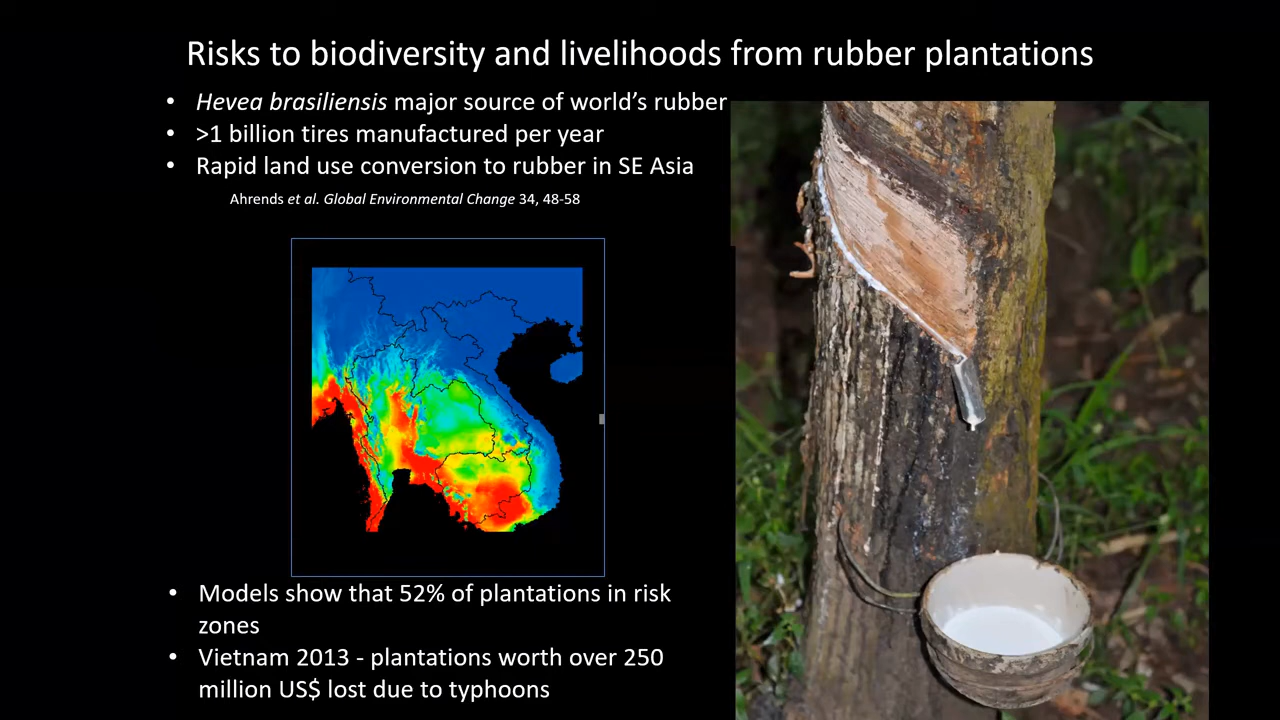 Risks to biodiversity and livelihoods from rubber plantations
• Hevea brasiliensis major source of world's rubber
• >1 billion tires manufactured per year
• Rapid land use conversion to rubber in SE Asia
Ahrends et al. Global Environmental Change 34, 48-58
• Models show that 52% of plantations in risk
zones
• Vietnam 2013 - plantations worth over 250
million US$ lost due to typhoons